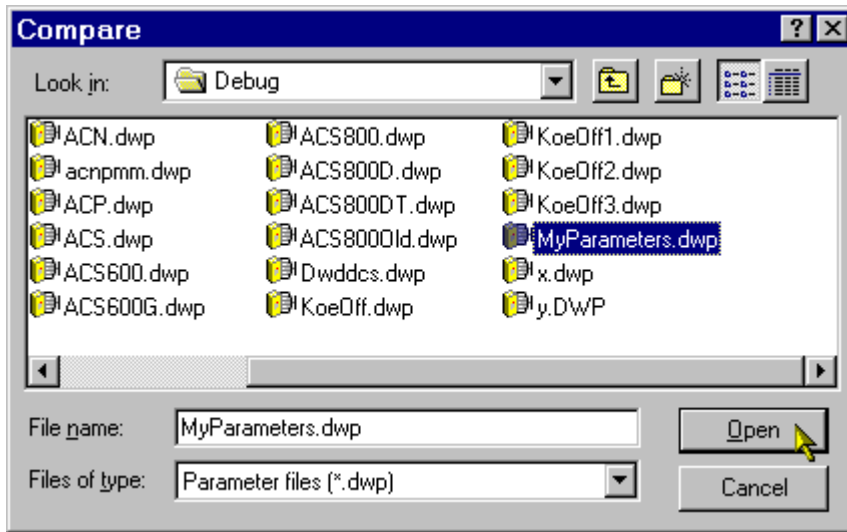 Compare
Look in: Debug
ACN.dwp ACS800.dwp KoeOff1.dwp
acnpmm.dwp ACS800D.dwp KoeOff2.dwp
ACP.dwp ACS800DT.dwp KoeOff3.dwp
ACS.dwp ACS800Old.dwp MyParameters.dwp
ACS600.dwp Dwddcs.dwp x.dwp
ACS600G.dwp KoeOff.dwp y.DWP
File name: MyParameters.dwp Open
Files of type: Parameter files (*.dwp) Cancel